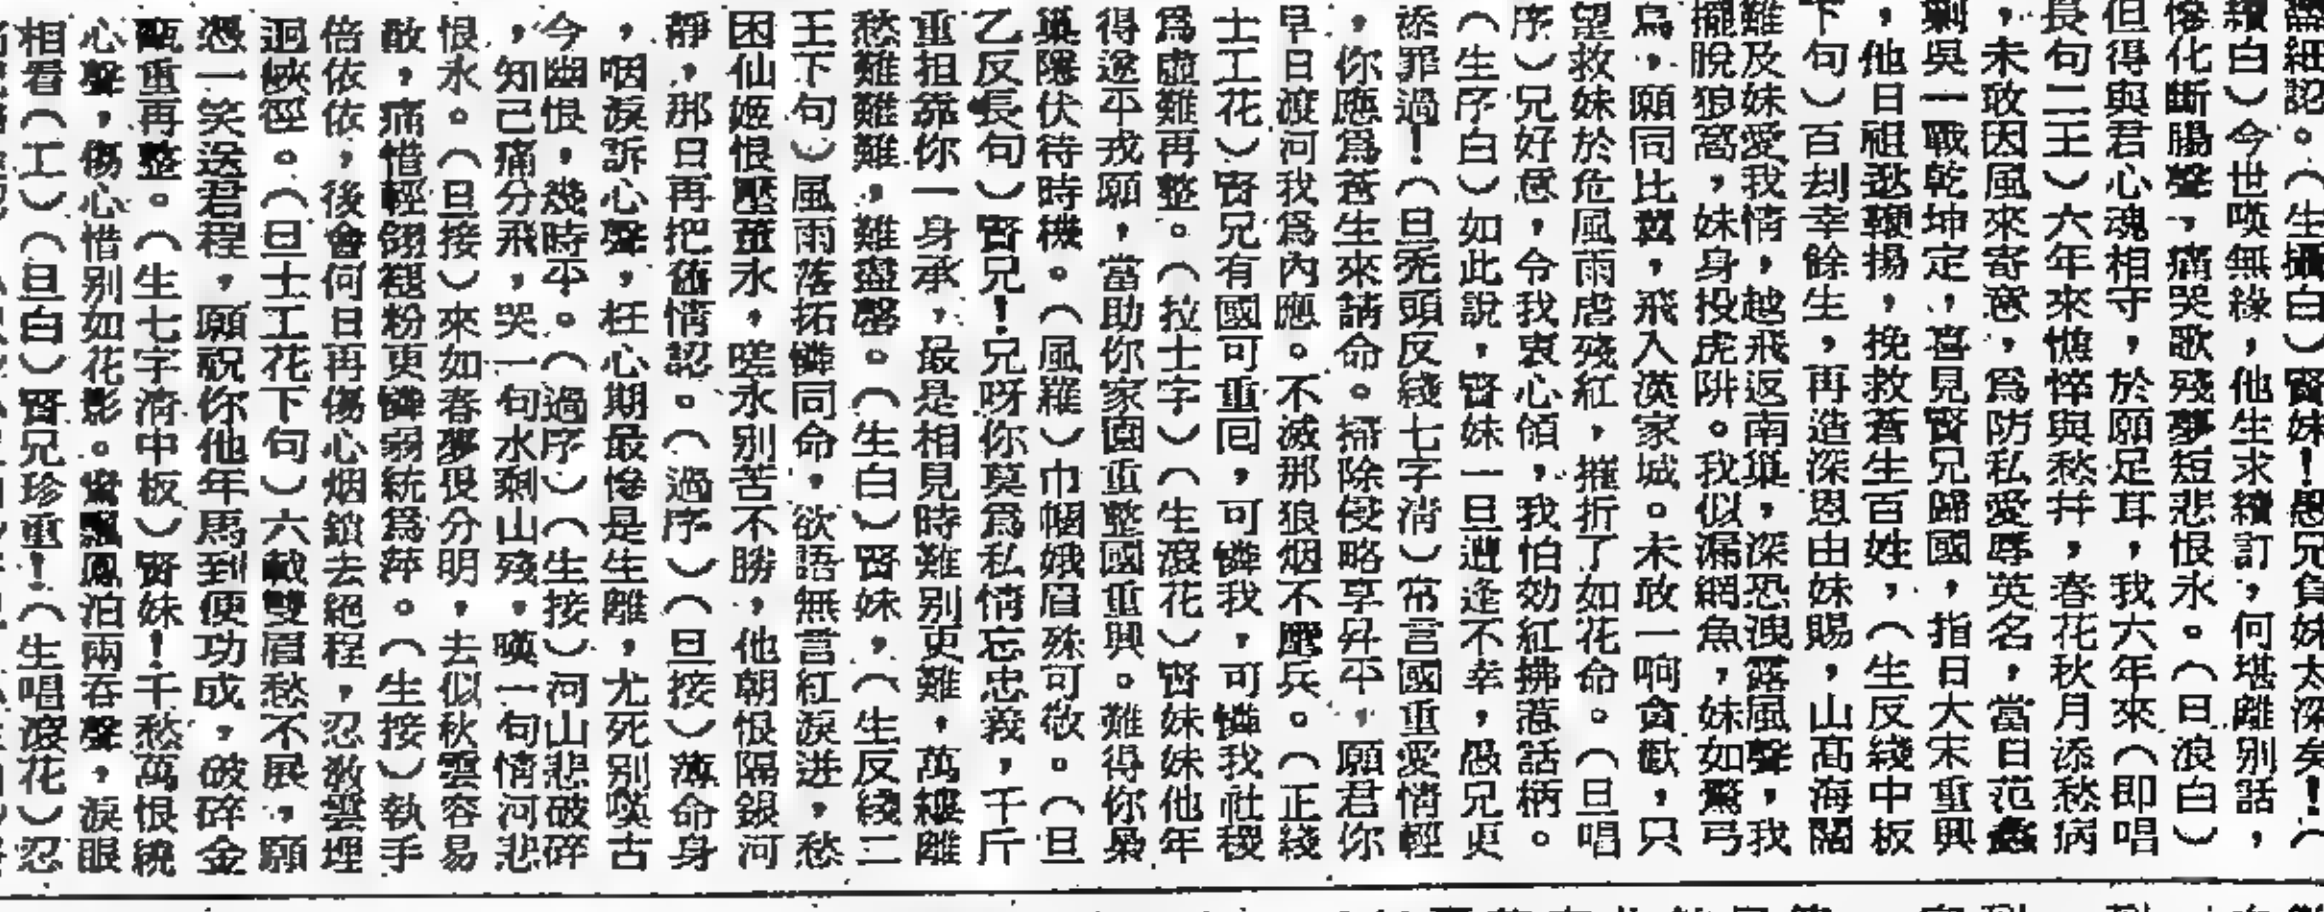 無細認。（生攝白）賢妹！愚兄負妹太深矣！（
續白）今世嘆無緣，他生求續訂，何堪離别話，
慘化斷腸聲，痛哭歌殘夢短悲恨永。（旦浪白）
但得與君心魂相守，於願足耳，我六年來（即唱
長句二王）六年來憔悴與愁幷，春花秋月添愁病
，未敢因風來寄意，爲防私愛辱英名，當日范蠡
剩吳一戰乾坤定，喜見賢兄歸國，指日大宋重興
，他日祖逖鞭揚，挽救蒼生百姓，（生反綫中板
下句）百刦幸餘生，再造深恩由妹賜，山高海闊
難及妹愛我情，越飛返南巢，深恐洩露風聲，我
擺脫狼窩，妹身投虎阱。我似漏網魚，妹如驚弓
鳥，願同比翼，飛入漢家城。未敢一晌貪歡，只
望救妹於危風雨虐殘紅，摧折了如花命。（旦唱
序）兄好意，令我衷心傾，我怕効紅拂惹話柄。
（生序白）如此說，賢妹一旦遭逢不幸，愚兄更
添罪過！（旦禿頭反綫七字清）常言國重愛情輕
，你應爲蒼生來請命。掃除侵略享昇平，願君你
早日渡河我爲內應。不滅那狼烟不罷兵。（正綫
士工花）賢兄有國可重囘，可憐我，可憐我社稷
爲虛難再整。（拉士字）（生滾花）賢妹妹他年
得遂平戎願，當助你家園重整國重興。難得你梟
巢隱伏待時機。（風羅）巾幗娥眉殊可敬。（旦
乙反長句）賢兄！兄呀你莫爲私情忘忠義，千斤
重担靠你一身承，最是相見時難别更難，萬縷離
愁難難難，難盡罄。（生白）賢妹，（生反綫二
王下句）風雨落拓憐同命，欲語無言紅淚迸，愁
困仙姬恨壓董永，嗟永别苦不勝，他朝恨隔銀河
靜，那日再把舊情認。（過序）（旦接）薄命身
，咽淚訴心聲，枉心期最慘是生離，尤死别嘆古
今幽恨，幾時平。（過序）（生接）河山悲破碎
，知己痛分飛，哭一句水剩山殘，嘆一句情河悲
恨永。（旦接）來如春夢畏分明，去似秋雲容易
散，痛惜輕翎褪粉更憐弱絮爲萍。（生接）執手
倍依依，後會何日再傷心烟鎖去絕程，忍教雲埋
迴峽徑。（旦士工花下句）六載雙眉愁不展，願
憑一笑送君程，願祝你他年馬到便功成，破碎金
甌重再整。（生七字清中板）賢妹！千愁萬恨繞
心聲，傷心惜别如花影。鸞飄鳳泊兩吞聲，淚眼
相看（工）（旦白）賢兄珍重！（生唱滾花）忍